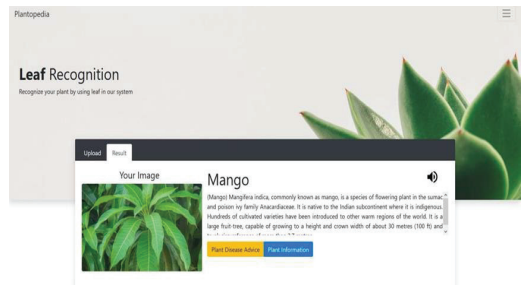 Plantopedia
Leaf Recognition
Recognize your plant by using leaf in our system
Upload Result
Your Image
Mango
(Mango) Mangifera indica, commonly known as mango, is a species of flowering plant in the sumac
and poison ivy family Anacardiaceae. It is native to the Indian subcontinent where it is indigenous.
Hundreds of cultivated varieties have been introduced to other warm regions of the world. It is a
large fruit-tree, capable of growing to a height and crown width of about 30 metres (100 ft) and
Plant Disease Advice Plant Information